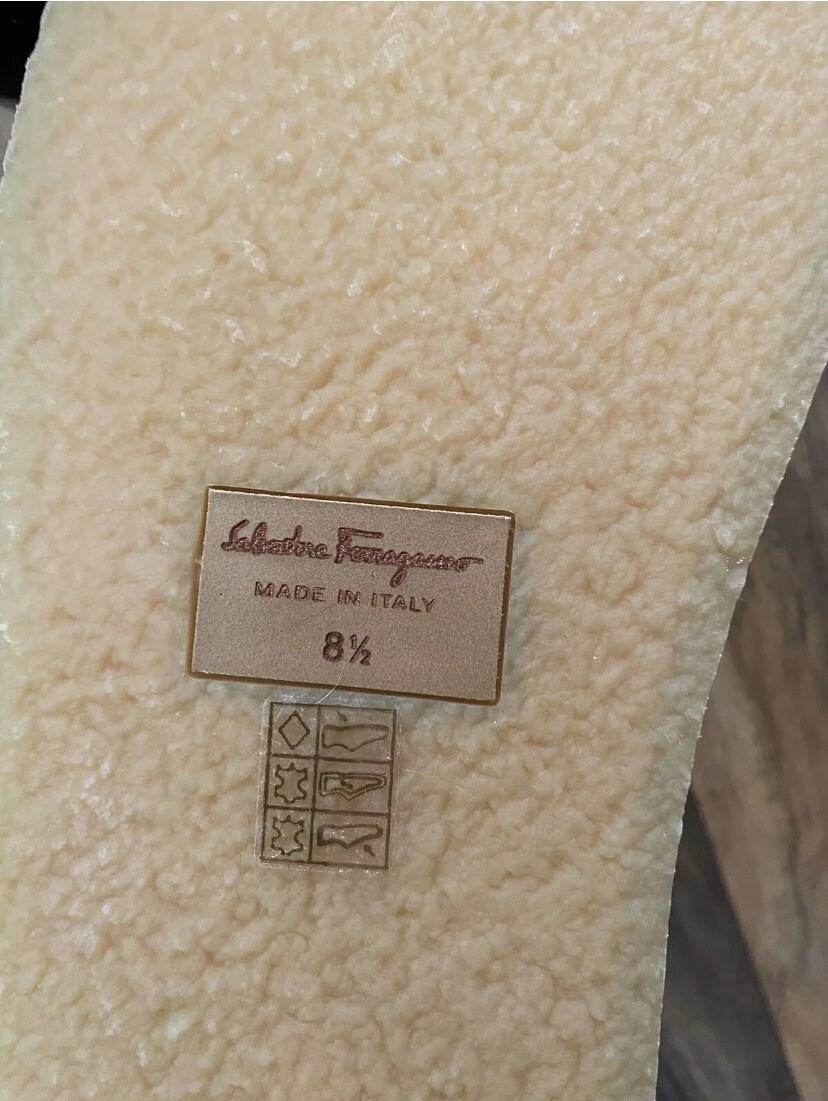 Salvatore Ferragamo
MADE IN ITALY
8½